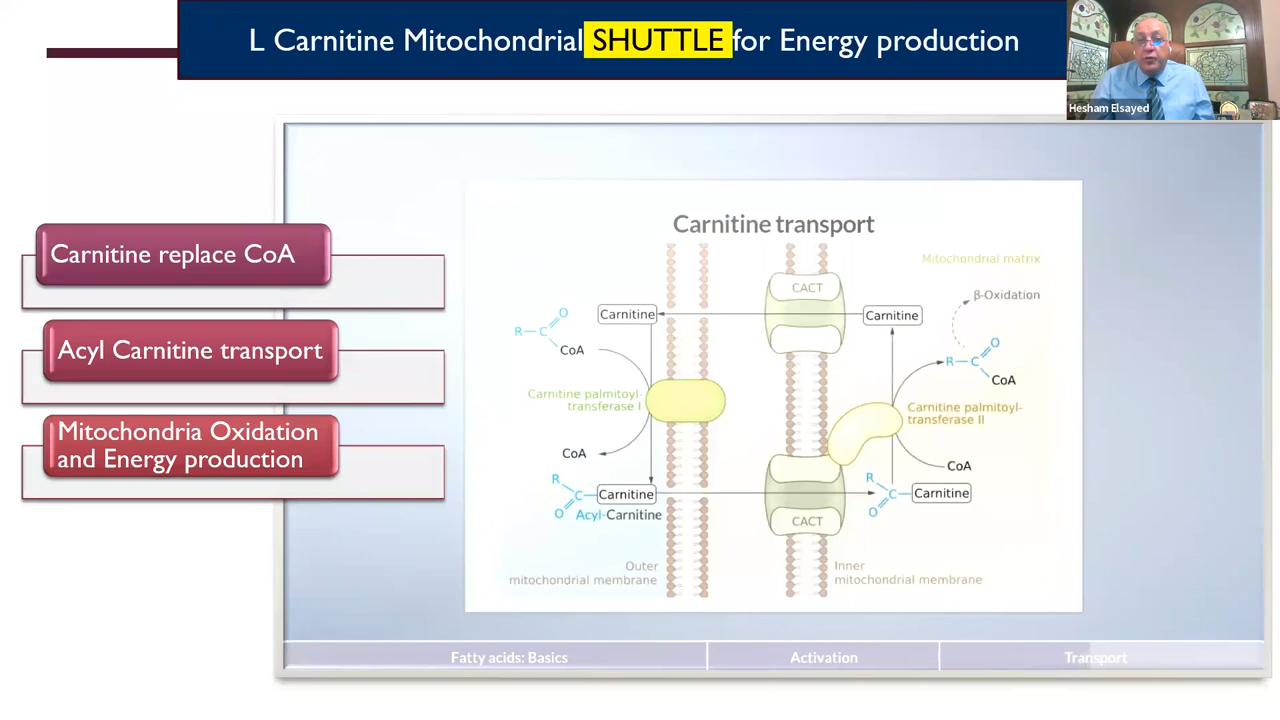 L Carnitine Mitochondrial SHUTTLE for Energy production
Hesham Elsayed
Carnitine replace CoA
Acyl Carnitine transport
Mitochondria Oxidation
and Energy production
Carnitine transport
Mitochondrial matrix
CACT
β-Oxidation
Carnitine
Carnitine
R
C
O
CoA
R
C
O
CoA
Carnitine palmitoyl-
transferase I
Carnitine palmitoyl-
transferase II
CoA
CoA
R
C
O
Carnitine
Acyl-Carnitine
R
C
O
Carnitine
CACT
Outer
mitochondrial membrane
Inner
mitochondrial membrane
Fatty acids: Basics
Activation
Transport